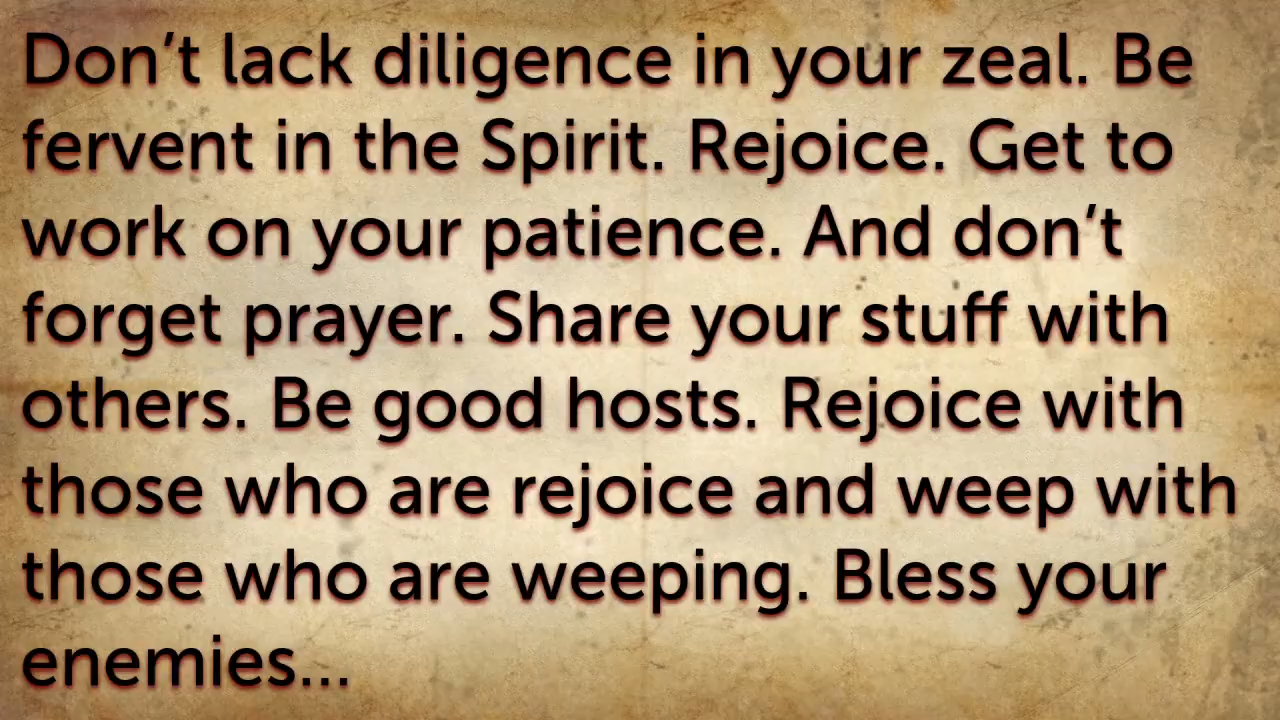 Don’t lack diligence in your zeal. Be
fervent in the Spirit. Rejoice. Get to
work on your patience. And don’t
forget prayer. Share your stuff with
others. Be good hosts. Rejoice with
those who are rejoice and weep with
those who are weeping. Bless your
enemies...